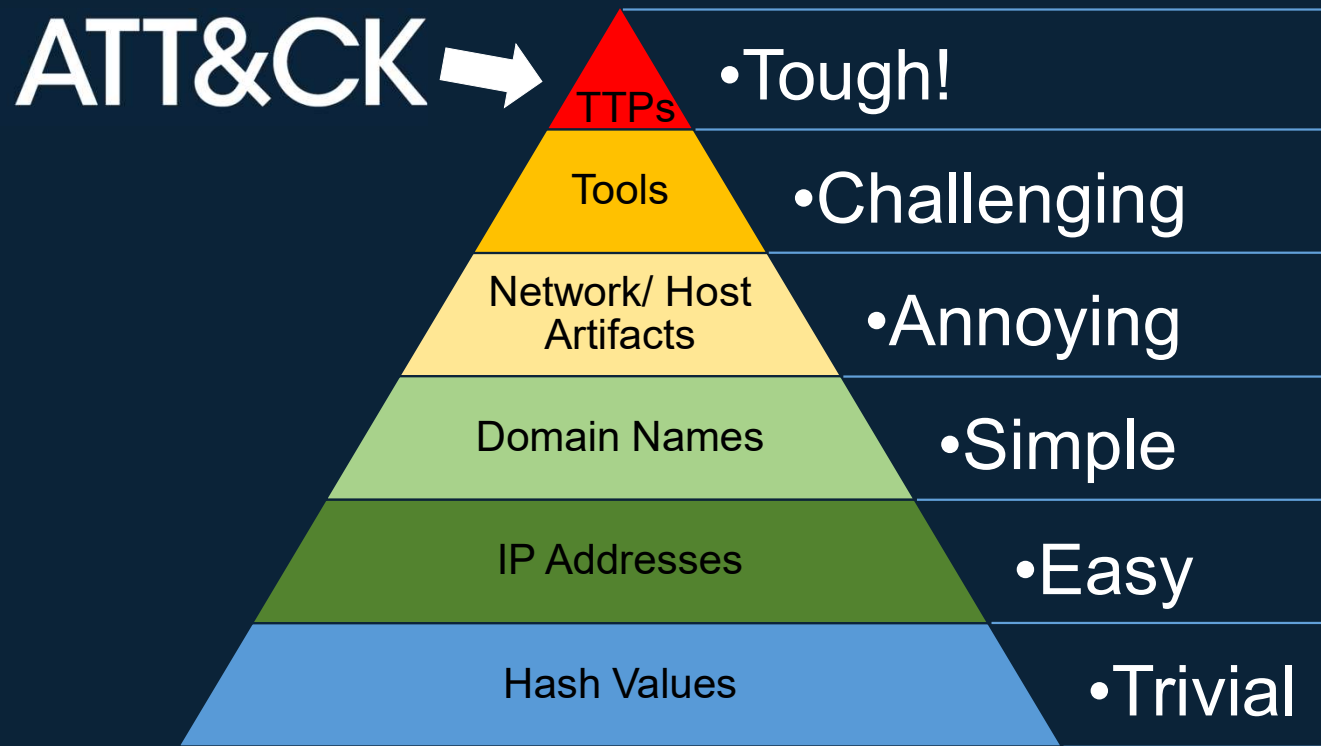 ATT&CK
TTPs
•Tough!
Tools
•Challenging
Network/ Host
Artifacts
•Annoying
Domain Names
•Simple
IP Addresses
•Easy
Hash Values
•Trivial